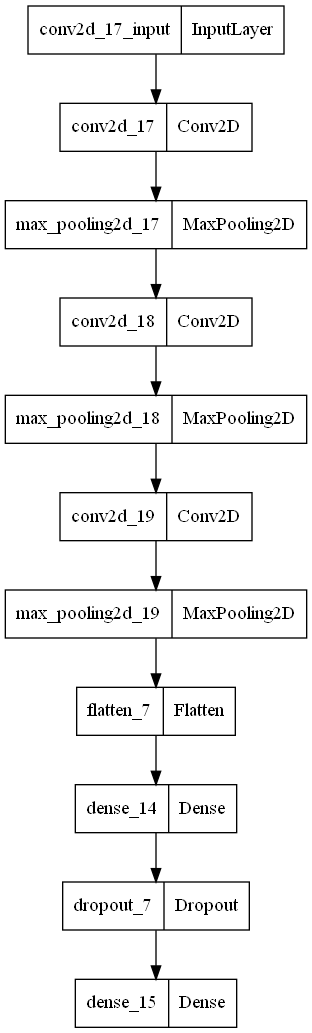 conv2d_17_input InputLayer
conv2d_17 Conv2D
max_pooling2d_17 MaxPooling2D
conv2d_18 Conv2D
max_pooling2d_18 MaxPooling2D
conv2d_19 Conv2D
max_pooling2d_19 MaxPooling2D
flatten_7 Flatten
dense_14 Dense
dropout_7 Dropout
dense_15 Dense